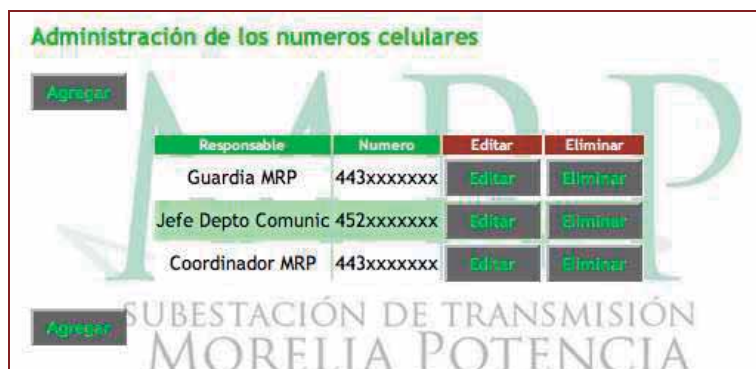 Administración de los numeros celulares
Agregar
Responsable Numero Editar Eliminar
Guardia MRP 443xxxxxxx Editar Eliminar
Jefe Depto Comunic 452xxxxxxx Editar Eliminar
Coordinador MRP 443xxxxxxx Editar Eliminar
Agregar
MRP
SUBESTACIÓN DE TRANSMISIÓN
MORELIA POTENCIA